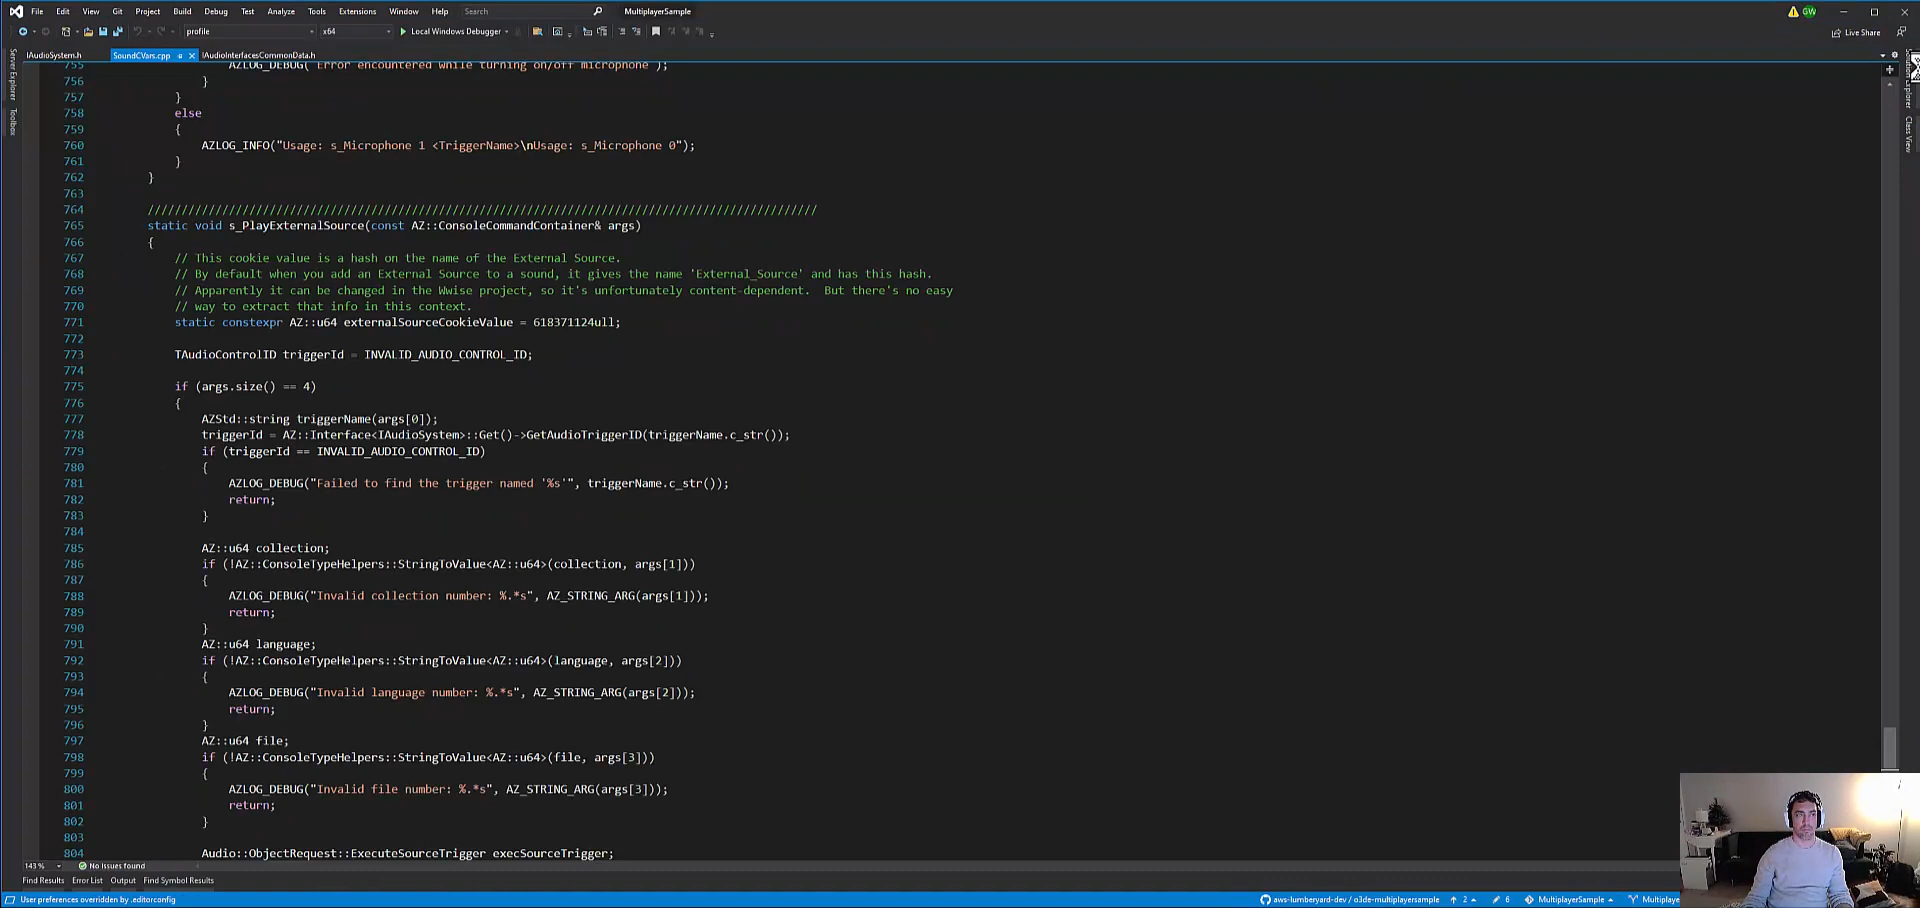 File Edit View Git Project Build Debug Test Analyze Tools Extensions Window Help Search MultiplayerSample GW
profile x64 Local Windows Debugger Live Share
IAudioSystem.h SoundCVars.cpp IAudioInterfacesCommonData.h
Server Explorer
Toolbox
Solution Explorer
Class View
755 AZLOG_DEBUG("Error encountered while turning on/off microphone");
756 }
757 }
758 else
759 {
760 AZLOG_INFO("Usage: s_Microphone 1 <TriggerName>\nUsage: s_Microphone 0");
761 }
762 }
763
764 ////////////////////////////////////////////////////////////////////////////////////////////////////
765 static void s_PlayExternalSource(const AZ::ConsoleCommandContainer& args)
766 {
767 // This cookie value is a hash on the name of the External Source.
768 // By default when you add an External Source to a sound, it gives the name 'External_Source' and has this hash.
769 // Apparently it can be changed in the Wwise project, so it's unfortunately content-dependent.  But there's no easy
770 // way to extract that info in this context.
771 static constexpr AZ::u64 externalSourceCookieValue = 618371124ull;
772
773 TAudioControlID triggerId = INVALID_AUDIO_CONTROL_ID;
774
775 if (args.size() == 4)
776 {
777 AZStd::string triggerName(args[0]);
778 triggerId = AZ::Interface<IAudioSystem>::Get()->GetAudioTriggerID(triggerName.c_str());
779 if (triggerId == INVALID_AUDIO_CONTROL_ID)
780 {
781 AZLOG_DEBUG("Failed to find the trigger named '%s'", triggerName.c_str());
782 return;
783 }
784
785 AZ::u64 collection;
786 if (!AZ::ConsoleTypeHelpers::StringToValue<AZ::u64>(collection, args[1]))
787 {
788 AZLOG_DEBUG("Invalid collection number: %.*s", AZ_STRING_ARG(args[1]));
789 return;
790 }
791 AZ::u64 language;
792 if (!AZ::ConsoleTypeHelpers::StringToValue<AZ::u64>(language, args[2]))
793 {
794 AZLOG_DEBUG("Invalid language number: %.*s", AZ_STRING_ARG(args[2]));
795 return;
796 }
797 AZ::u64 file;
798 if (!AZ::ConsoleTypeHelpers::StringToValue<AZ::u64>(file, args[3]))
799 {
800 AZLOG_DEBUG("Invalid file number: %.*s", AZ_STRING_ARG(args[3]));
801 return;
802 }
803
804 Audio::ObjectRequest::ExecuteSourceTrigger execSourceTrigger;
143 % No issues found
Find Results Error List Output Find Symbol Results
User preferences overridden by .editorconfig aws-lumberyard-dev / o3de-multiplayersample 2 6 MultiplayerSample Multiplaye